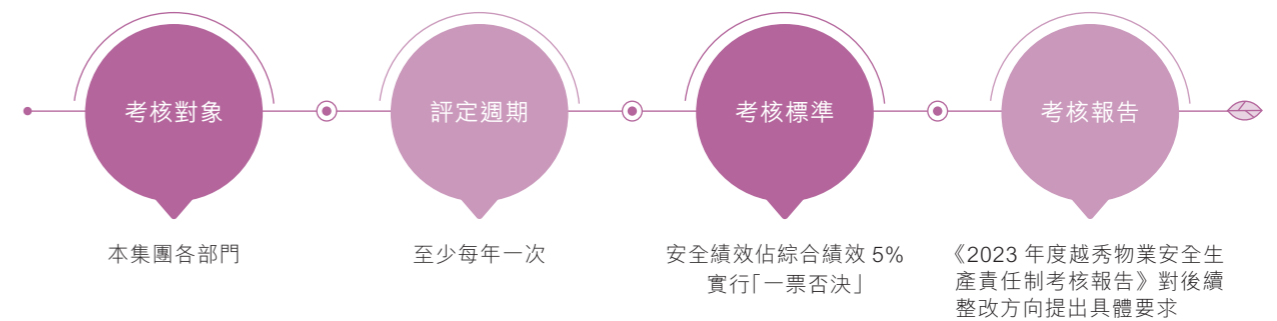 考核對象
評定週期
考核標準
考核報告
本集團各部門
至少每年一次
安全績效佔綜合績效 5%
實行「一票否決」
《2023 年度越秀物業安全生
產責任制考核報告》對後續
整改方向提出具體要求